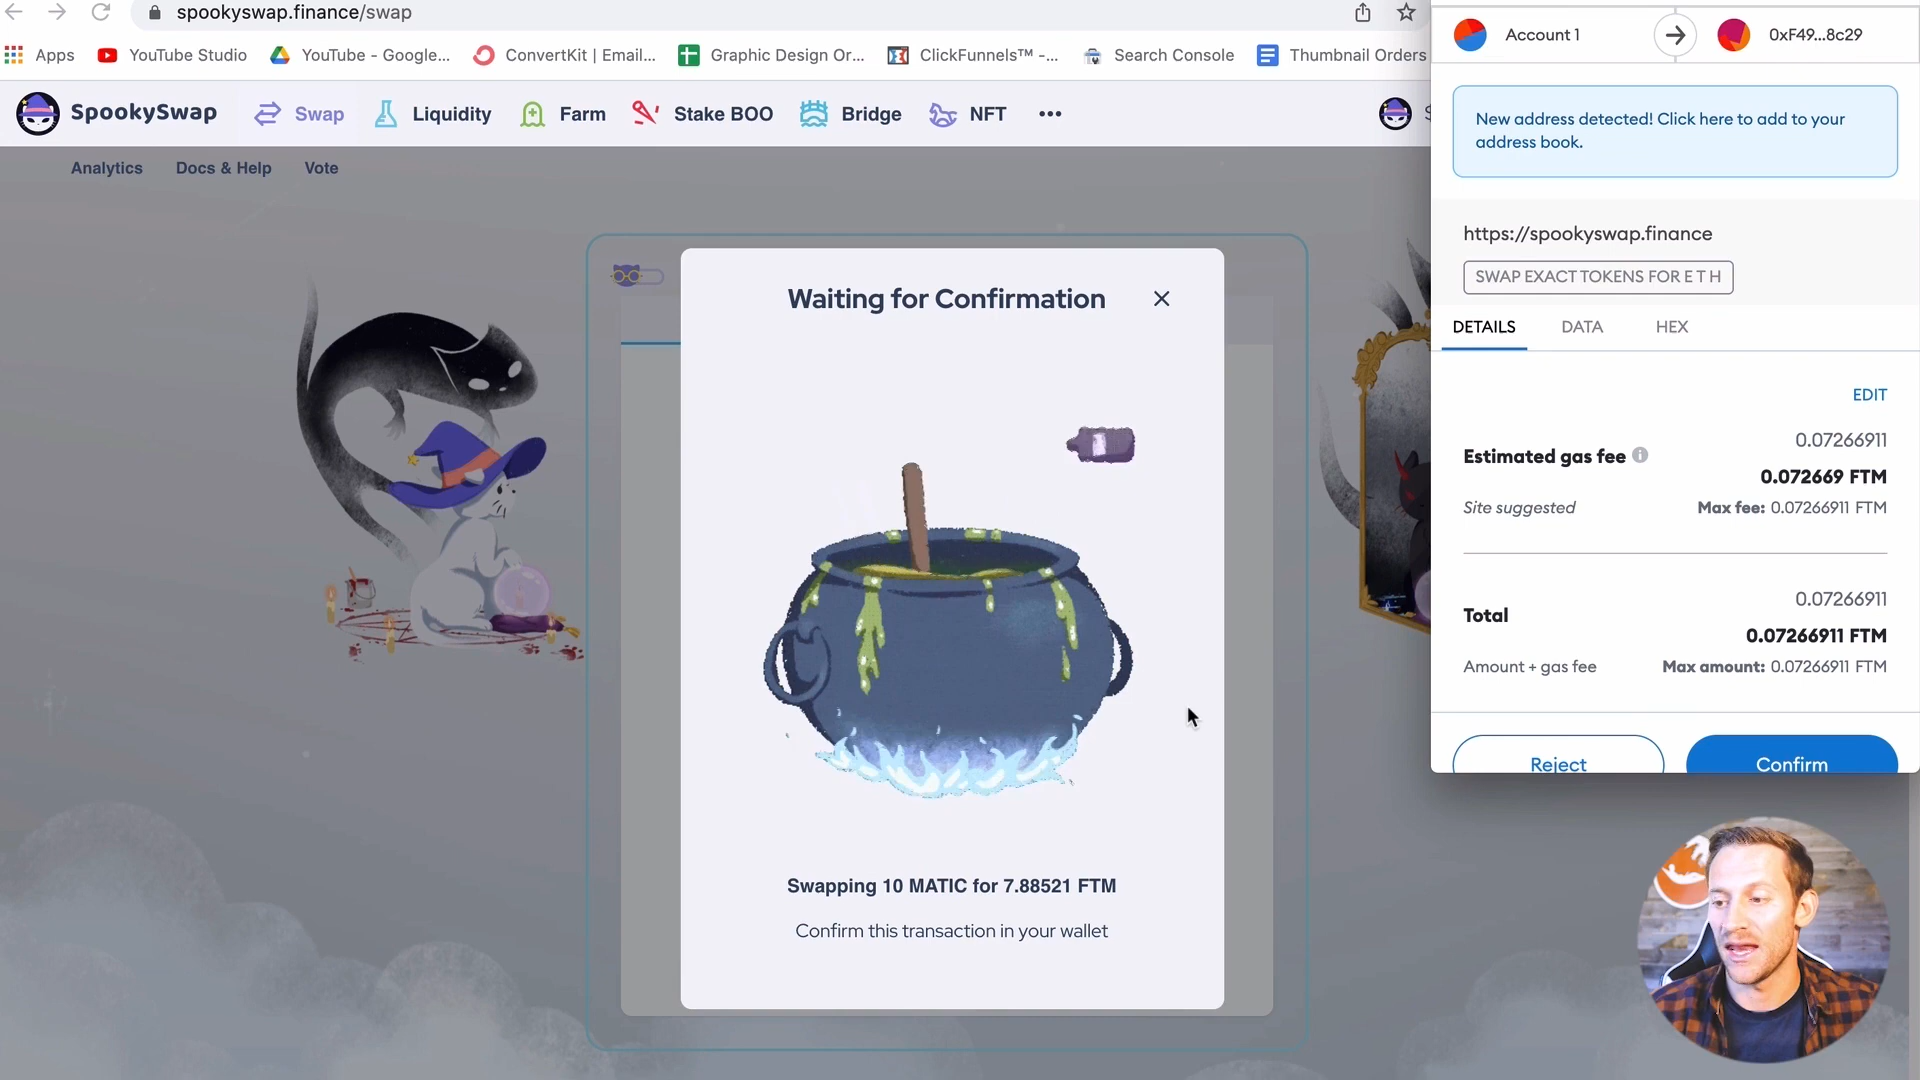 spookyswap.finance/swap
Apps
YouTube Studio
YouTube - Google...
ConvertKit | Email...
Graphic Design Or...
ClickFunnels™ -...
Search Console
Thumbnail Orders
SpookySwap
Swap
Liquidity
Farm
Stake BOO
Bridge
NFT
•••
Analytics
Docs & Help
Vote
Waiting for Confirmation
Swapping 10 MATIC for 7.88521 FTM
Confirm this transaction in your wallet
Account 1
0xF49...8c29
New address detected! Click here to add to your
address book.
https://spookyswap.finance
SWAP EXACT TOKENS FOR E T H
DETAILS
DATA
HEX
EDIT
0.07266911
Estimated gas fee
0.072669 FTM
Site suggested
Max fee: 0.07266911 FTM
0.07266911
Total
0.07266911 FTM
Amount + gas fee
Max amount: 0.07266911 FTM
Reject
Confirm